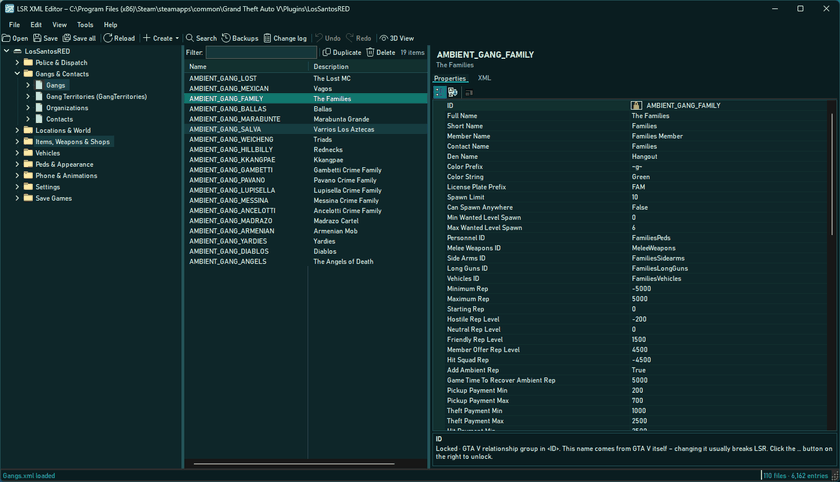 LSR XML Editor – C:\Program Files (x86)\Steam\steamapps\common\Grand Theft Auto V\Plugins\LosSantosRED
File Edit View Tools Help
Open Save Save all Reload Create Search Backups Change log Undo Redo 3D View
LosSantosRED
Police & Dispatch
Gangs & Contacts
Gangs
Gang Territories (GangTerritories)
Organizations
Contacts
Locations & World
Items, Weapons & Shops
Vehicles
Peds & Appearance
Phone & Animations
Settings
Save Games
Filter: Duplicate Delete 19 items
Name Description
AMBIENT_GANG_LOST The Lost MC
AMBIENT_GANG_MEXICAN Vagos
AMBIENT_GANG_FAMILY The Families
AMBIENT_GANG_BALLAS Ballas
AMBIENT_GANG_MARABUNTE Marabunta Grande
AMBIENT_GANG_SALVA Varrios Los Aztecas
AMBIENT_GANG_WEICHENG Triads
AMBIENT_GANG_HILLBILLY Rednecks
AMBIENT_GANG_KKANGPAE Kkangpae
AMBIENT_GANG_GAMBETTI Gambetti Crime Family
AMBIENT_GANG_PAVANO Pavano Crime Family
AMBIENT_GANG_LUPISELLA Lupisella Crime Family
AMBIENT_GANG_MESSINA Messina Crime Family
AMBIENT_GANG_ANCELOTTI Ancelotti Crime Family
AMBIENT_GANG_MADRAZO Madrazo Cartel
AMBIENT_GANG_ARMENIAN Armenian Mob
AMBIENT_GANG_YARDIES Yardies
AMBIENT_GANG_DIABLOS Diablos
AMBIENT_GANG_ANGELS The Angels of Death
AMBIENT_GANG_FAMILY
The Families
Properties XML
ID AMBIENT_GANG_FAMILY
Full Name The Families
Short Name Families
Member Name Families Member
Contact Name Families
Den Name Hangout
Color Prefix ~g~
Color String Green
License Plate Prefix FAM
Spawn Limit 10
Can Spawn Anywhere False
Min Wanted Level Spawn 0
Max Wanted Level Spawn 6
Personnel ID FamiliesPeds
Melee Weapons ID MeleeWeapons
Side Arms ID FamiliesSidearms
Long Guns ID FamiliesLongGuns
Vehicles ID FamiliesVehicles
Minimum Rep -5000
Maximum Rep 5000
Starting Rep 0
Hostile Rep Level -200
Neutral Rep Level 0
Friendly Rep Level 1500
Member Offer Rep Level 4500
Hit Squad Rep -4500
Add Ambient Rep True
Game Time To Recover Ambient Rep 5000
Pickup Payment Min 200
Pickup Payment Max 700
Theft Payment Min 1000
Theft Payment Max 2500
ID
Locked · GTA V relationship group in <ID>. This name comes from GTA V itself – changing it usually breaks LSR. Click the … button on
the right to unlock.
Gangs.xml loaded
110 files · 6,162 entries